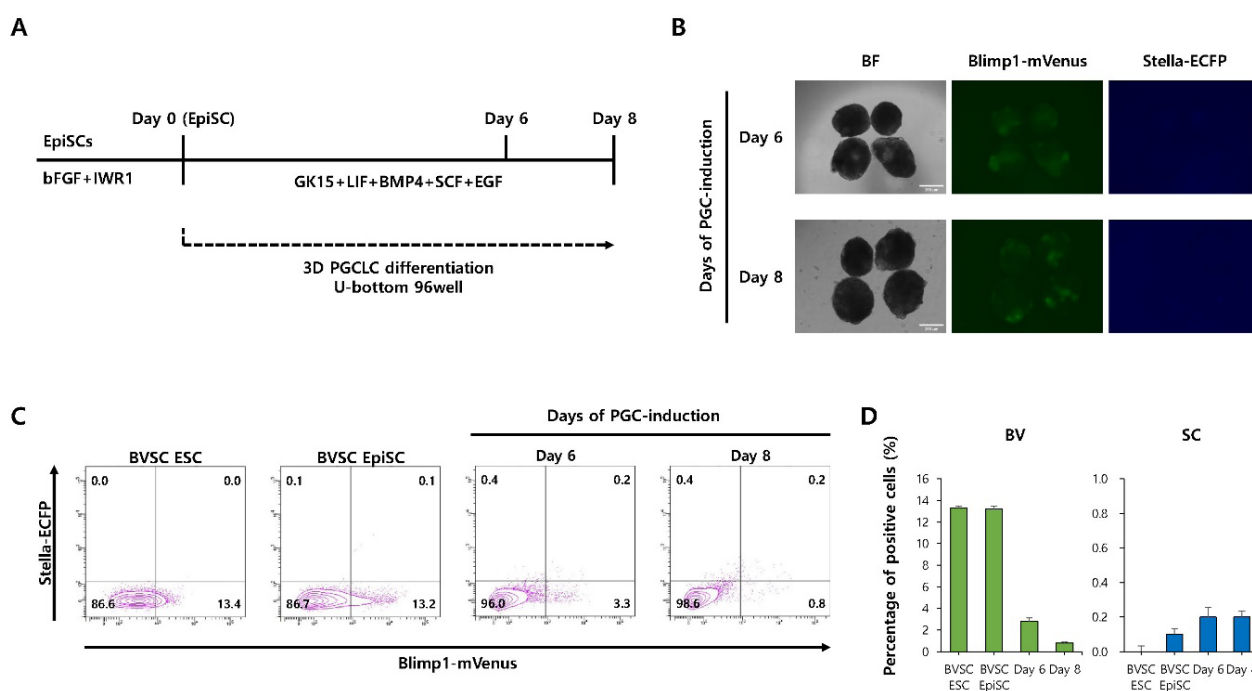 A
Day 0 (EpiSC)
Day 6
Day 8
EpiSCs
bFGF+IWR1
GK15+LIF+BMP4+SCF+EGF
3D PGCLC differentiation
U-bottom 96well
B
BF
Blimp1-mVenus
Stella-ECFP
Days of PGC-induction
Day 6
Day 8
C
Days of PGC-induction
BVSC ESC
BVSC EpiSC
Day 6
Day 8
Stella-ECFP
0.0
0.0
86.6
13.4
0.1
0.1
86.7
13.2
0.4
0.2
96.0
3.3
0.4
0.2
98.6
0.8
Blimp1-mVenus
D
BV
SC
Percentage of positive cells (%)
16
14
12
10
8
6
4
2
0
BVSC
ESC
BVSC
EpiSC
Day 6
Day 8
1.0
0.8
0.6
0.4
0.2
0.0
BVSC
ESC
BVSC
EpiSC
Day 6
Day